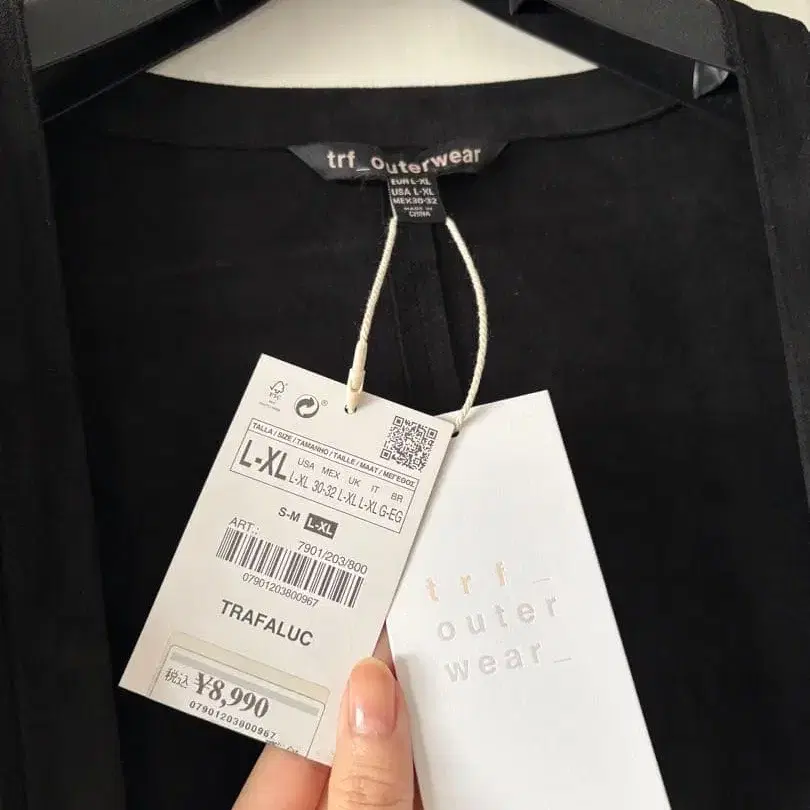 trf_outerwear
EUR L-XL
USA L-XL
MEX30-32
MADE IN
CHINA
FSC
TALLA / SIZE / TAMANHO / TAILLE / MAAT / ΜΕΓΕΘΟΣ
L-XL
USA MEX UK IT BR
L-XL 30-32 L-XL L-XL G-EG
S-M L-XL
ART.:
7901/203/800
07901203800967
TRAFALUC
税込 ¥8,990
07901203800967
trf_
outer
wear_